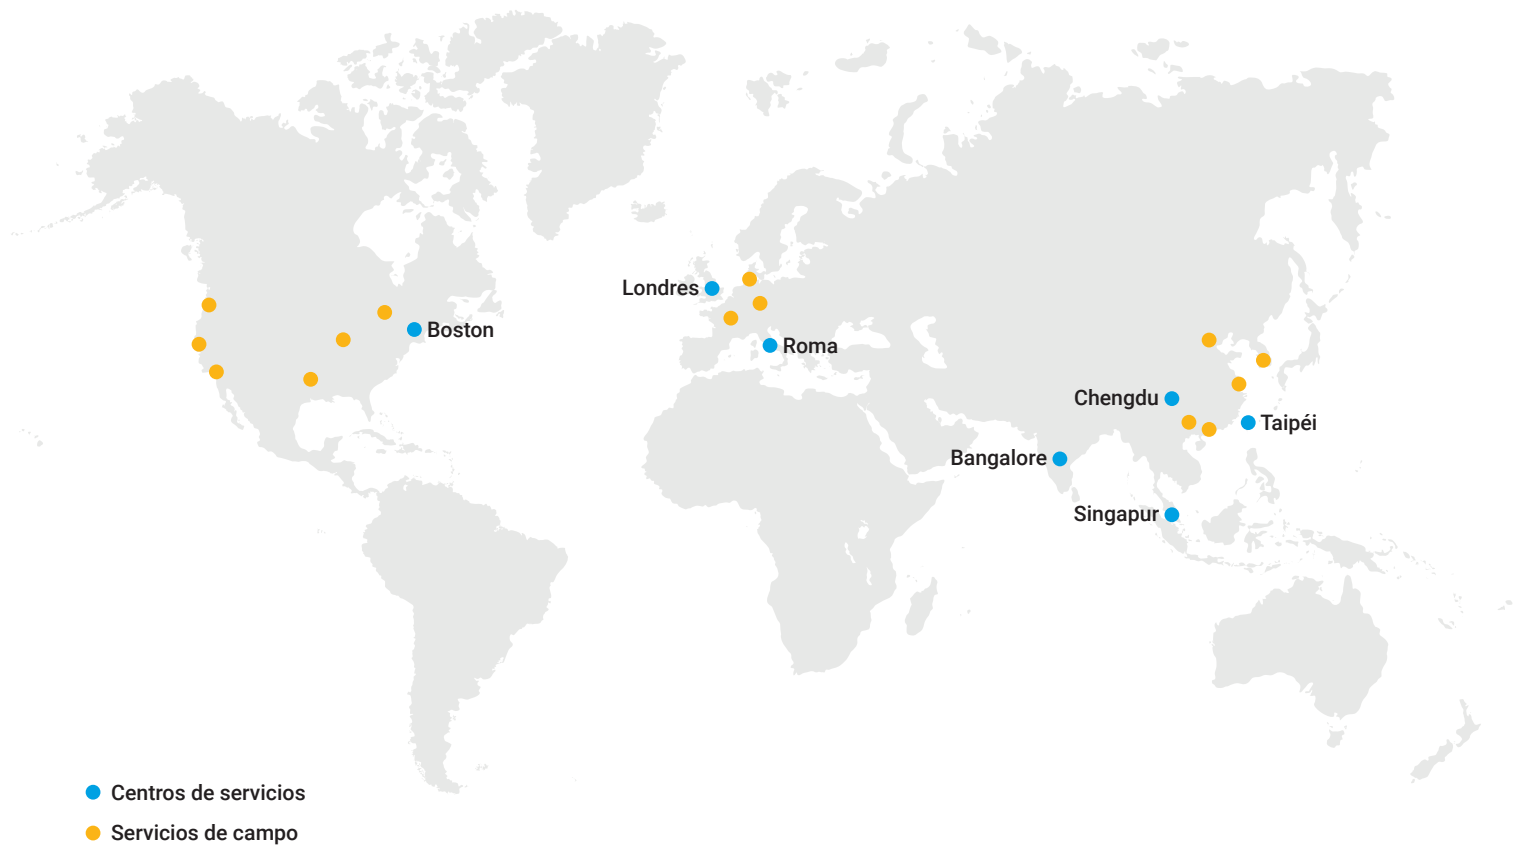 Londres
Boston
Roma
Chengdu
Taipéi
Bangalore
Singapur
Centros de servicios
Servicios de campo